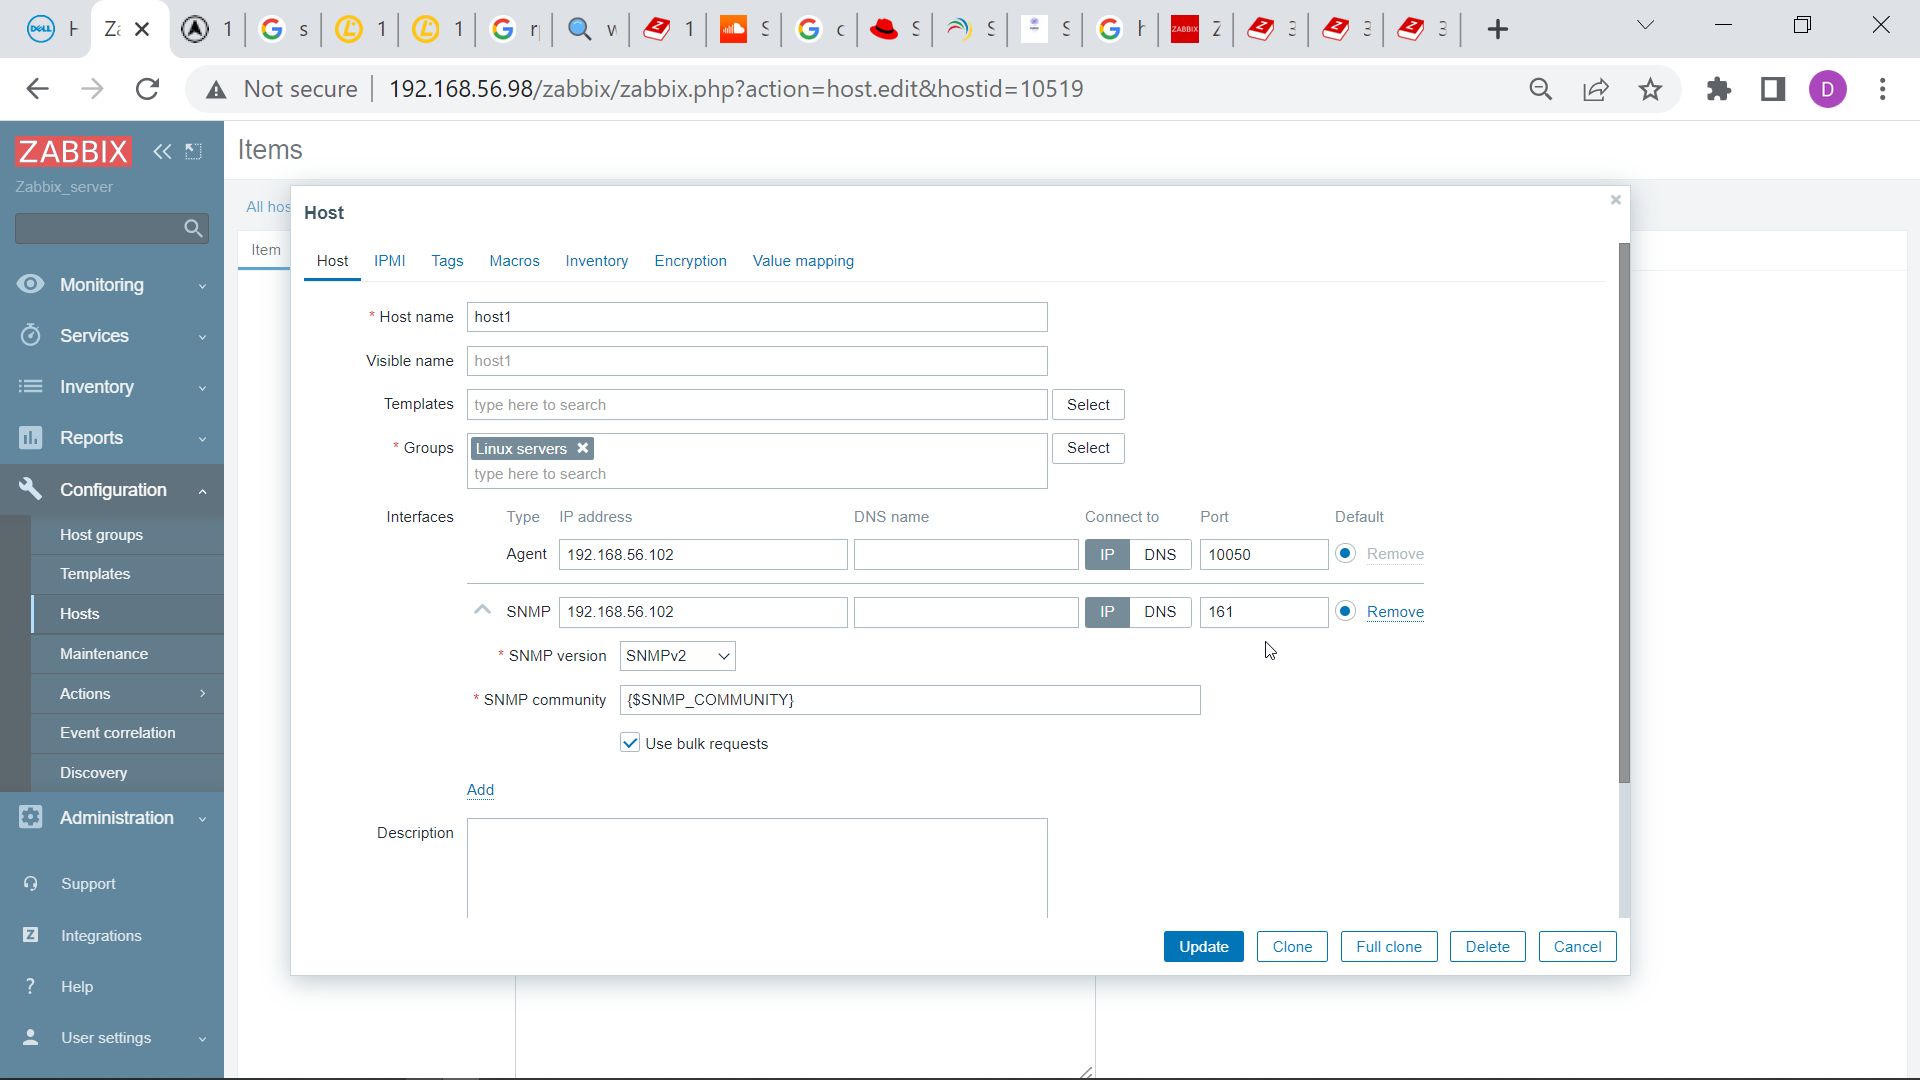 DELL H Za 1 s 1 1 r w 1 S c S S S h ZABBIX Z 3 3 3
Not secure 192.168.56.98/zabbix/zabbix.php?action=host.edit&hostid=10519 D
ZABBIX
Zabbix_server
Monitoring
Services
Inventory
Reports
Configuration
Host groups
Templates
Hosts
Maintenance
Actions
Event correlation
Discovery
Administration
Support
Integrations
Help
User settings
Items
All hos
Item
Host
Host IPMI Tags Macros Inventory Encryption Value mapping
* Host name host1
Visible name host1
Templates type here to search Select
* Groups Linux servers Select
type here to search
Interfaces Type IP address DNS name Connect to Port Default
Agent 192.168.56.102 IP DNS 10050 Remove
SNMP 192.168.56.102 IP DNS 161 Remove
* SNMP version SNMPv2
* SNMP community {$SNMP_COMMUNITY}
Use bulk requests
Add
Description
Update Clone Full clone Delete Cancel